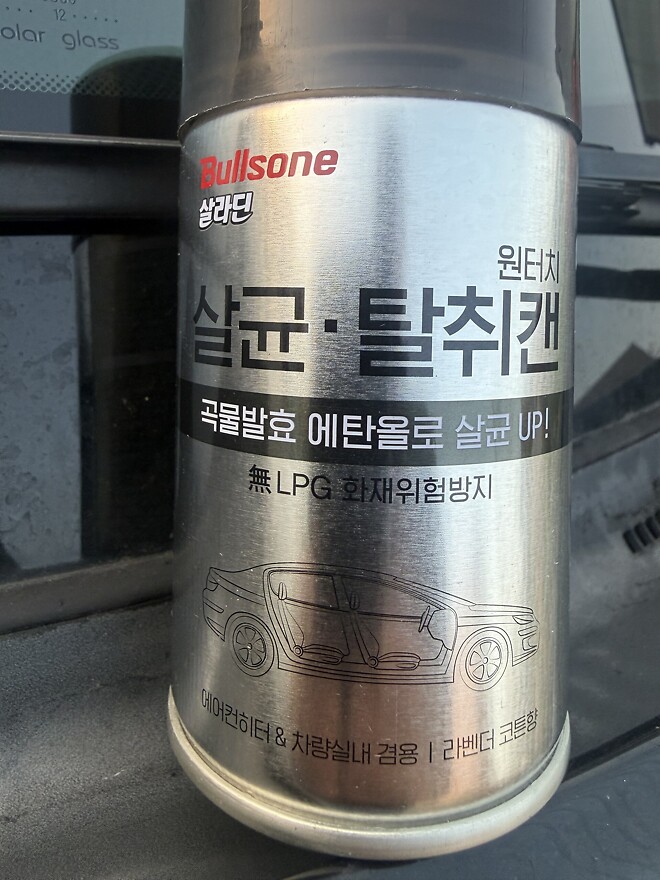 12
olar glass
Bullsone
살라딘
원터치
살균·탈취캔
곡물발효 에탄올로 살균 UP!
無 LPG 화재위험방지
에어컨히터 & 차량실내 겸용 | 라벤더 코튼향